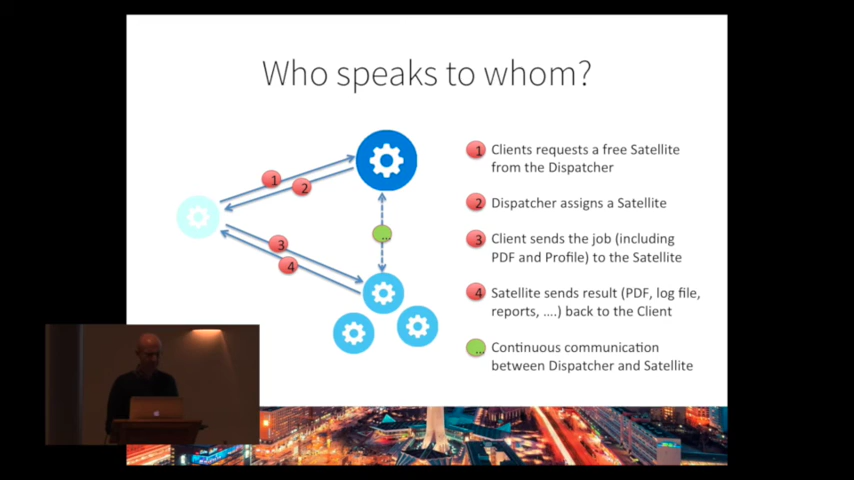 Who speaks to whom?
1
2
3
4
...
1 Clients requests a free Satellite
from the Dispatcher
2 Dispatcher assigns a Satellite
3 Client sends the job (including
PDF and Profile) to the Satellite
4 Satellite sends result (PDF, log file,
reports, ....) back to the Client
... Continuous communication
between Dispatcher and Satellite